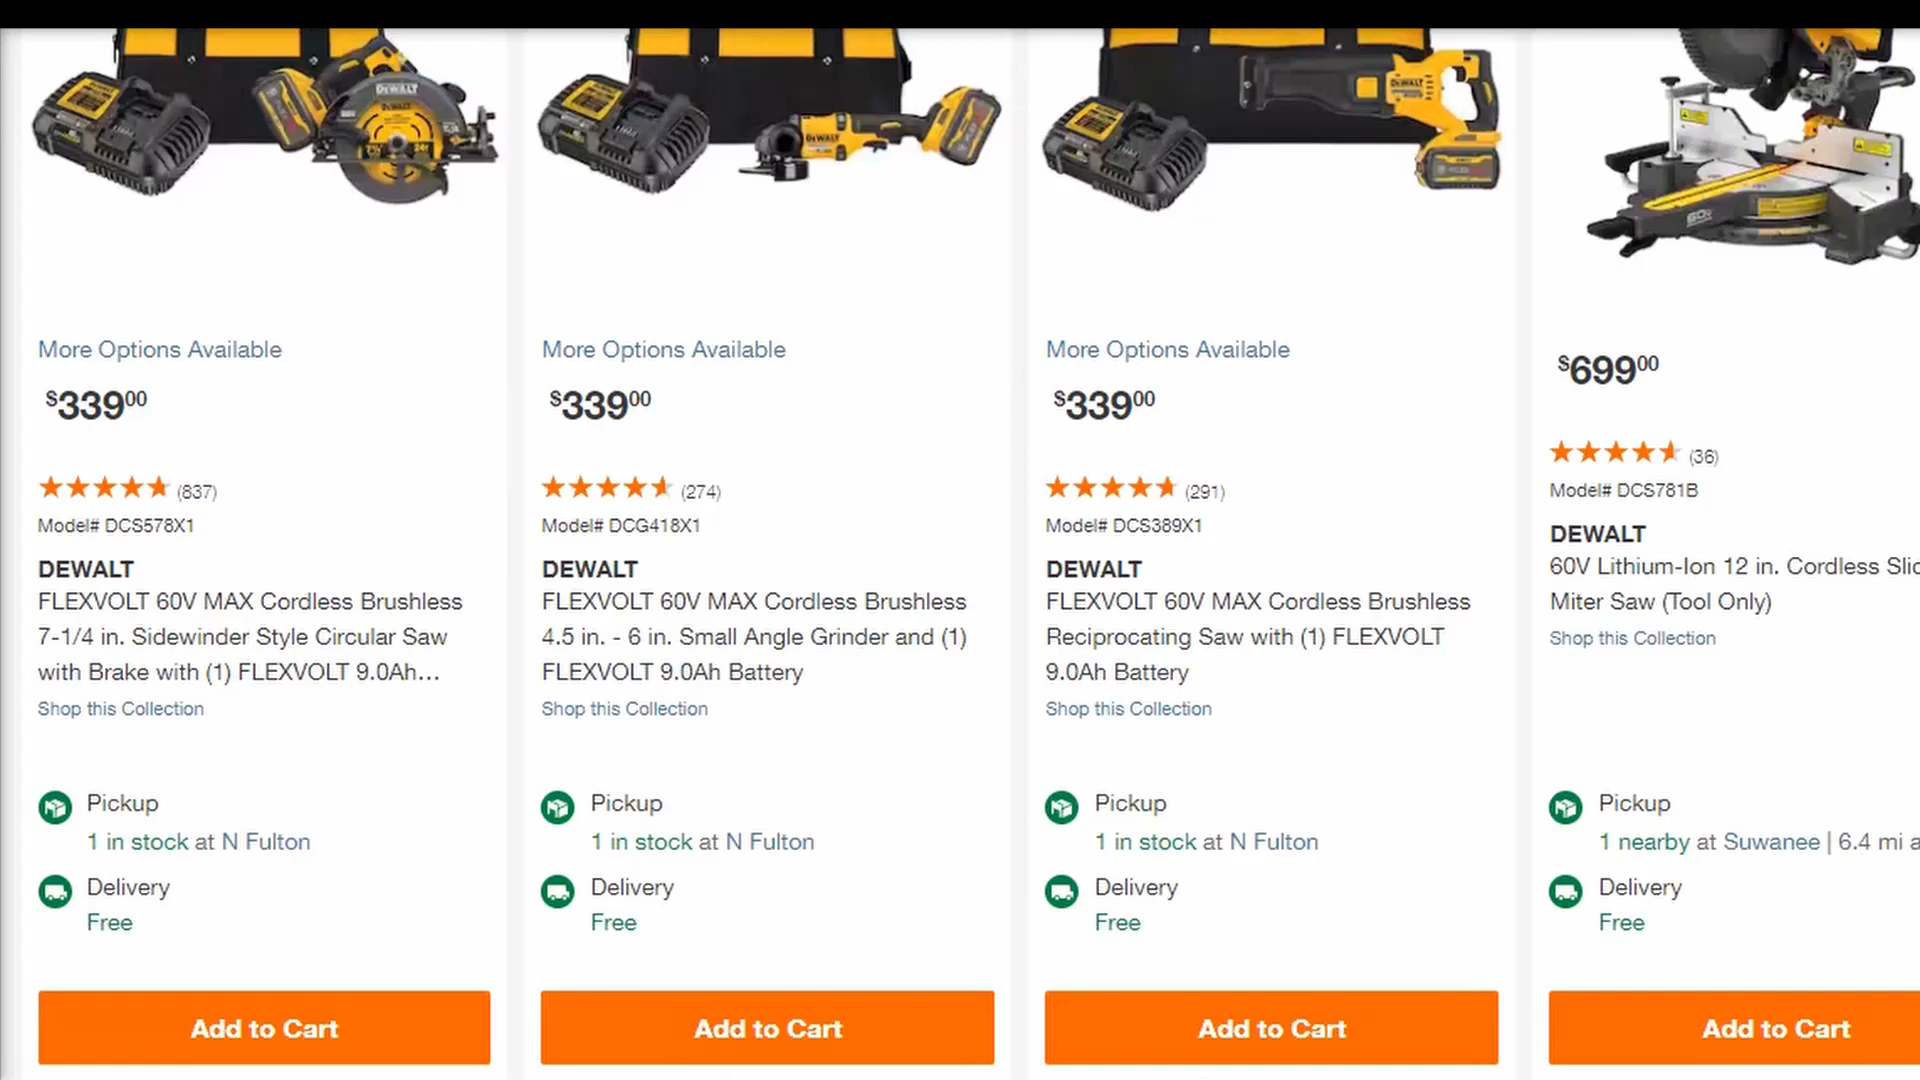 DEWALT
DEWALT
DEWALT
DEWALT
60V
More Options Available
$339.00
(837)
Model# DCS578X1
DEWALT
FLEXVOLT 60V MAX Cordless Brushless
7-1/4 in. Sidewinder Style Circular Saw
with Brake with (1) FLEXVOLT 9.0Ah...
Shop this Collection
Pickup
1 in stock at N Fulton
Delivery
Free
Add to Cart
More Options Available
$339.00
(274)
Model# DCG418X1
DEWALT
FLEXVOLT 60V MAX Cordless Brushless
4.5 in. - 6 in. Small Angle Grinder and (1)
FLEXVOLT 9.0Ah Battery
Shop this Collection
Pickup
1 in stock at N Fulton
Delivery
Free
Add to Cart
More Options Available
$339.00
(291)
Model# DCS389X1
DEWALT
FLEXVOLT 60V MAX Cordless Brushless
Reciprocating Saw with (1) FLEXVOLT
9.0Ah Battery
Shop this Collection
Pickup
1 in stock at N Fulton
Delivery
Free
Add to Cart
$699.00
(36)
Model# DCS781B
DEWALT
60V Lithium-Ion 12 in. Cordless Slid
Miter Saw (Tool Only)
Shop this Collection
Pickup
1 nearby at Suwanee | 6.4 mi a
Delivery
Free
Add to Cart